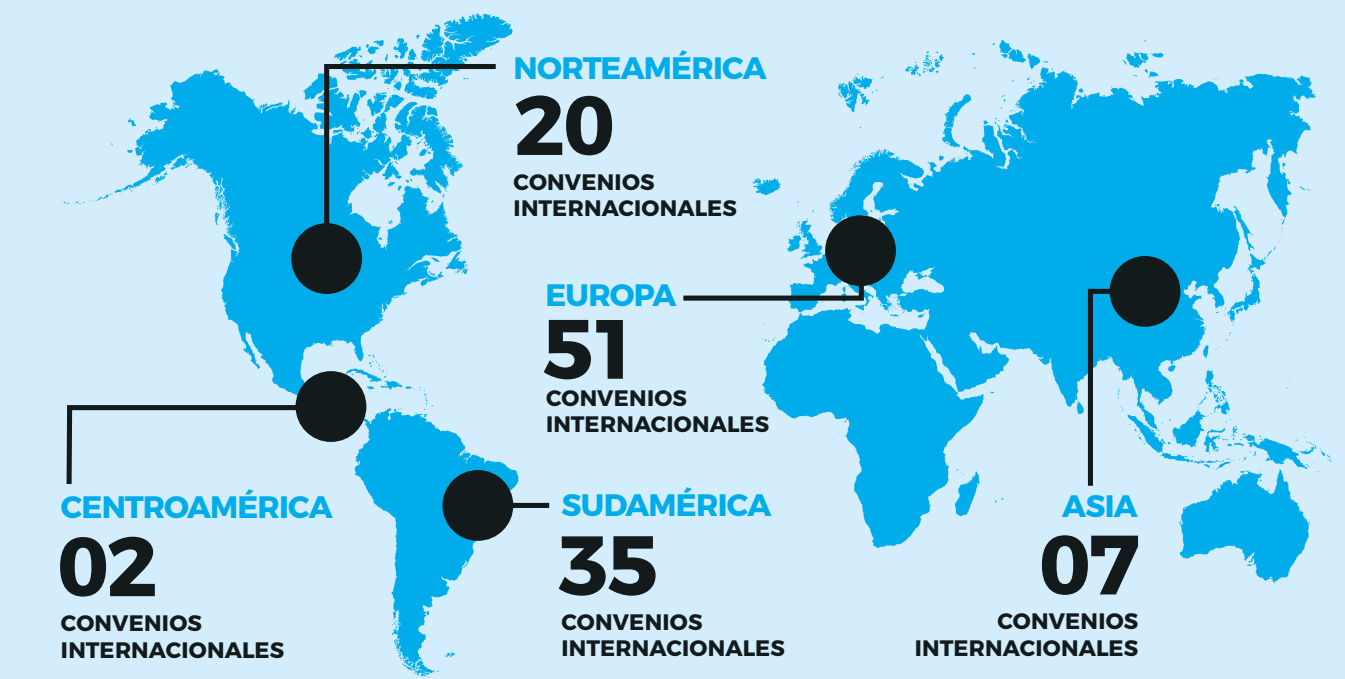 NORTEAMÉRICA
20
CONVENIOS
INTERNACIONALES
EUROPA
51
CONVENIOS
INTERNACIONALES
CENTROAMÉRICA
02
CONVENIOS
INTERNACIONALES
SUDAMÉRICA
35
CONVENIOS
INTERNACIONALES
ASIA
07
CONVENIOS
INTERNACIONALES